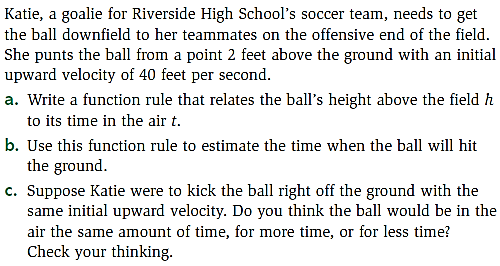 Katie, a goalie for Riverside High School's soccer team, needs to get
the ball downfield to her teammates on the offensive end of the field.
She punts the ball from a point 2 feet above the ground with an initial
upward velocity of 40 feet per second.
a. Write a function rule that relates the ball's height above the field h
to its time in the air t.
b. Use this function rule to estimate the time when the ball will hit
the ground.
c. Suppose Katie were to kick the ball right off the ground with the
same initial upward velocity. Do you think the ball would be in the
air the same amount of time, for more time, or for less time?
Check your thinking.